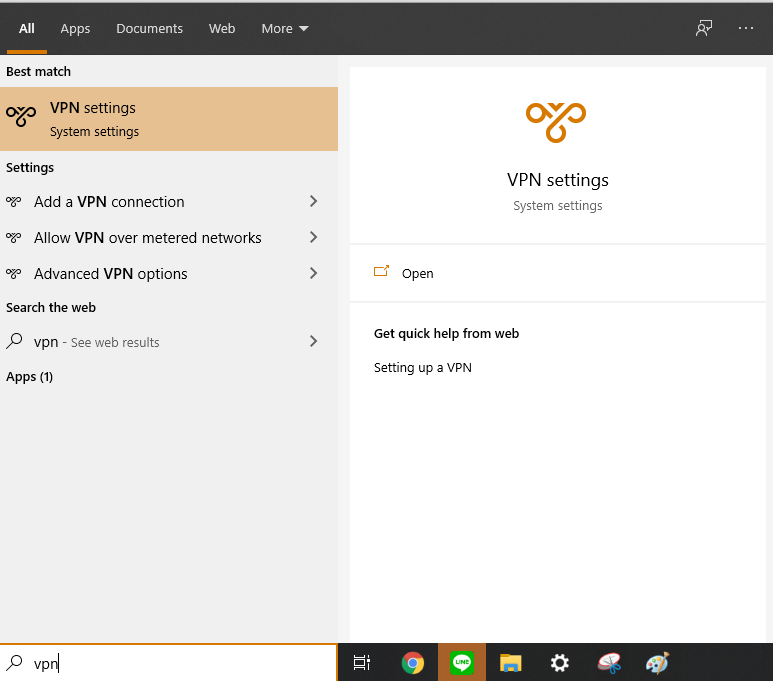 All Apps Documents Web More
Best match
VPN settings
System settings
Settings
Add a VPN connection
Allow VPN over metered networks
Advanced VPN options
Search the web
vpn - See web results
Apps (1)
VPN settings
System settings
Open
Get quick help from web
Setting up a VPN
vpn
LINE